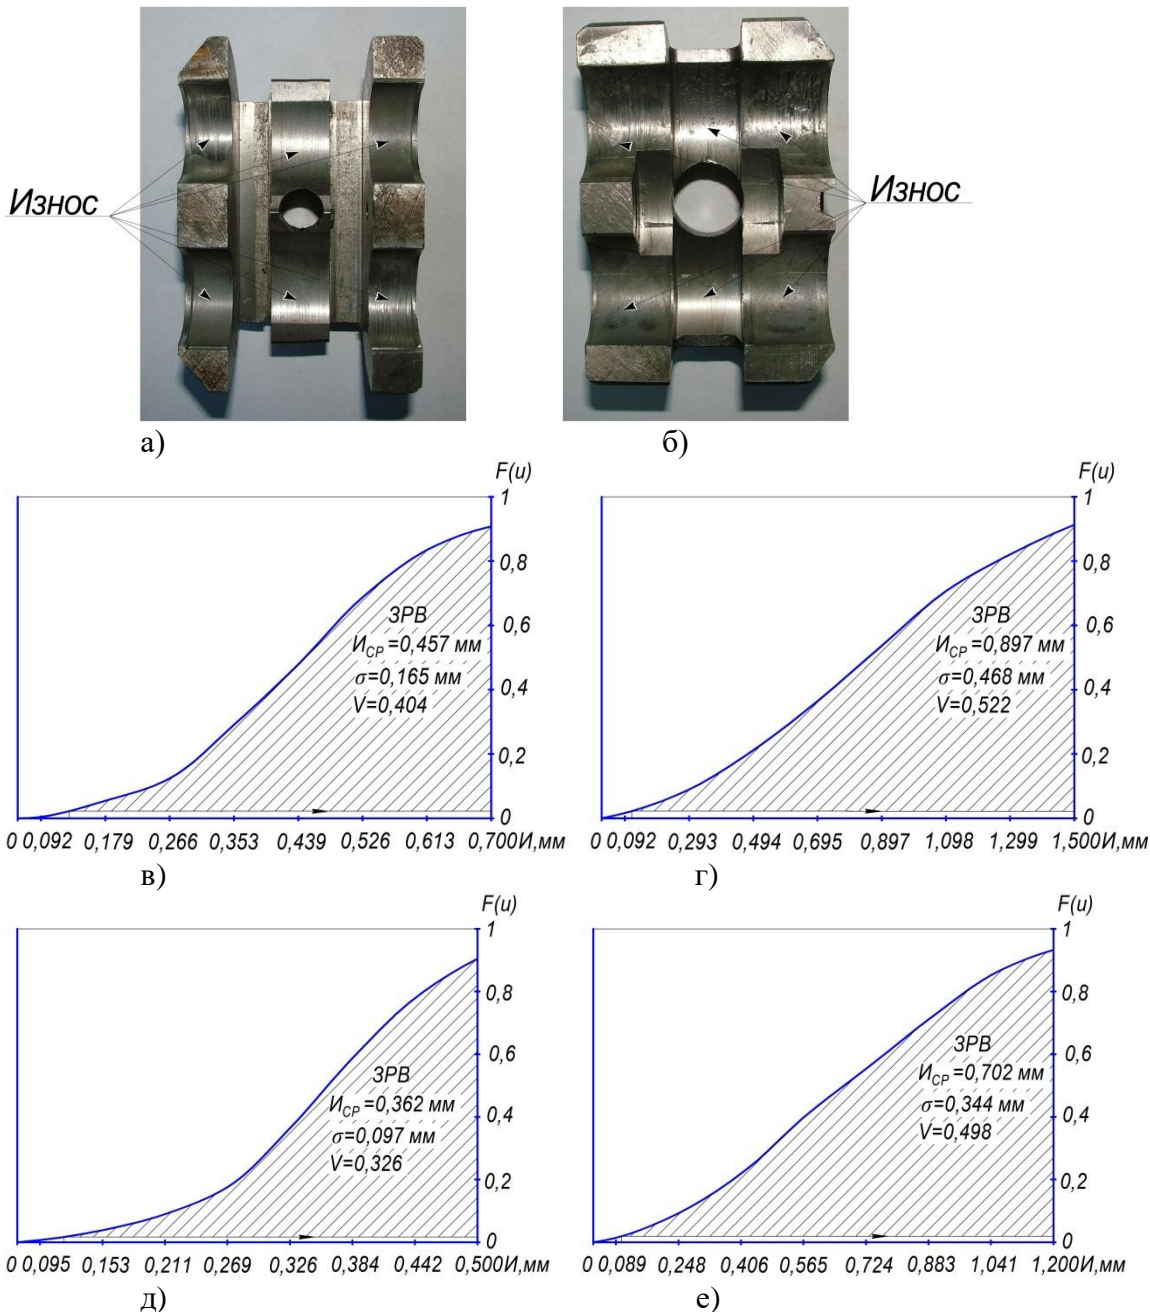 Износ
Износ
а)
б)
F(u)
1
0,8
0,6
0,4
0,2
0
ЗРВ
И_СР =0,457 мм
σ=0,165 мм
V=0,404
0 0,092 0,179 0,266 0,353 0,439 0,526 0,613 0,700И,мм
в)
F(u)
1
0,8
0,6
0,4
0,2
0
ЗРВ
И_СР =0,897 мм
σ=0,468 мм
V=0,522
0 0,092 0,293 0,494 0,695 0,897 1,098 1,299 1,500И,мм
г)
F(u)
1
0,8
0,6
0,4
0,2
0
ЗРВ
И_СР =0,362 мм
σ=0,097 мм
V=0,326
0 0,095 0,153 0,211 0,269 0,326 0,384 0,442 0,500И,мм
д)
F(u)
1
0,8
0,6
0,4
0,2
0
ЗРВ
И_СР =0,702 мм
σ=0,344 мм
V=0,498
0 0,089 0,248 0,406 0,565 0,724 0,883 1,041 1,200И,мм
е)